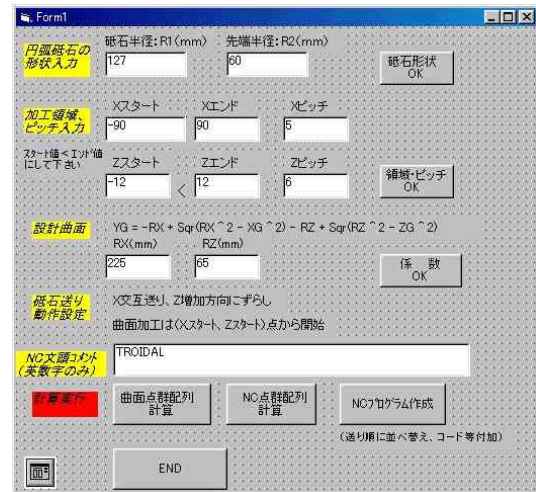 Form1
円弧砥石の
形状入力
砥石半径:R1(mm) 先端半径:R2(mm)
127 60
砥石形状
OK
加工領域、
ピッチ入力
Xスタート Xエンド Xピッチ
-90 90 5
スタート値<エンド値
にして下さい
Zスタート Zエンド Zピッチ
-12 < 12 6
領域・ピッチ
OK
設計曲面
YG = -RX + Sqr(RX ^2 - XG ^2) - RZ + Sqr(RZ ^2 - ZG ^2)
RX(mm) RZ(mm)
225 65
係 数
OK
砥石送り
動作設定
X交互送り、Z増加方向にずらし
曲面加工は(Xスタート、Zスタート)点から開始
NC文頭コメント
(英数字のみ)
TROIDAL
計算実行
曲面点群配列
計算
NC点群配列
計算
NCプログラム作成
(送り順に並べ替え、コード等付加)
END